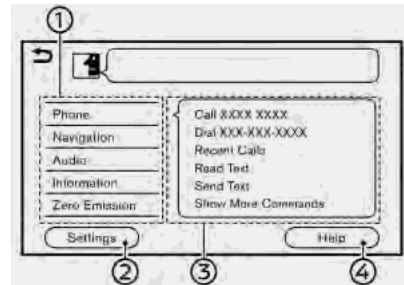 1
Phone
Navigation
Audio
Information
Zero Emission
Call XXXX XXXX
Dial XXX-XXX-XXXX
Recent Calls
Read Text
Send Text
Show More Commands
Settings
Help
2
3
4